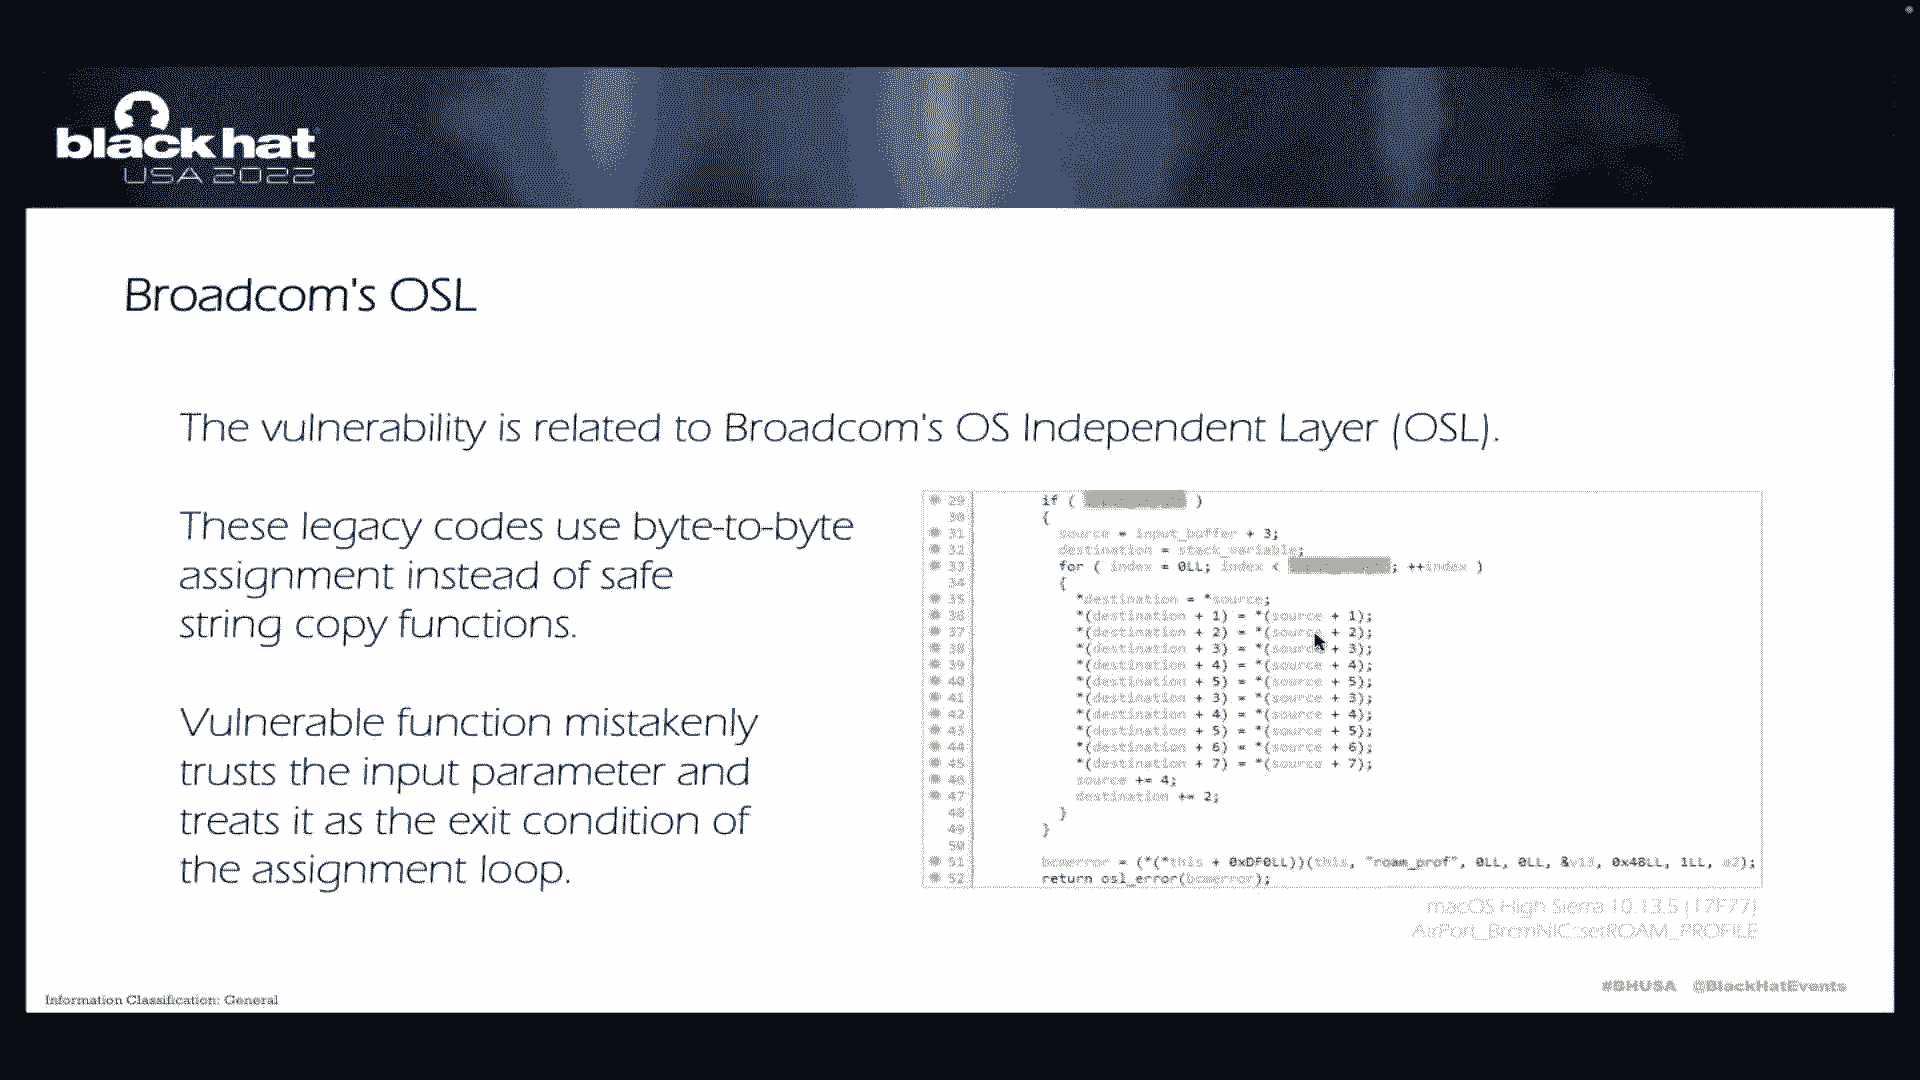 black hat
USA 2022
Broadcom's OSL
The vulnerability is related to Broadcom's OS Independent Layer (OSL).
These legacy codes use byte-to-byte
assignment instead of safe
string copy functions.
Vulnerable function mistakenly
trusts the input parameter and
treats it as the exit condition of
the assignment loop.
29 if ( )
30 {
31 source = input_buffer + 3;
32 destination = stack_variable;
33 for ( index = 0LL; index < ; ++index )
34 {
35 *destination = *source;
36 *(destination + 1) = *(source + 1);
37 *(destination + 2) = *(source + 2);
38 *(destination + 3) = *(source + 3);
39 *(destination + 4) = *(source + 4);
40 *(destination + 5) = *(source + 5);
41 *(destination + 3) = *(source + 3);
42 *(destination + 4) = *(source + 4);
43 *(destination + 5) = *(source + 5);
44 *(destination + 6) = *(source + 6);
45 *(destination + 7) = *(source + 7);
46 source += 4;
47 destination += 2;
48 }
49 }
50
51 bcmerror = (*(*this + 0xDF0LL))(this, "roam_prof", 0LL, 0LL, &v13, 0x48LL, 1LL, a2);
52 return osl_error(bcmerror);
macOS High Sierra 10.13.5 (17F77)
AirPort_BrcmNIC::setROAM_PROFILE
Information Classification: General
#BHUSA @BlackHatEvents